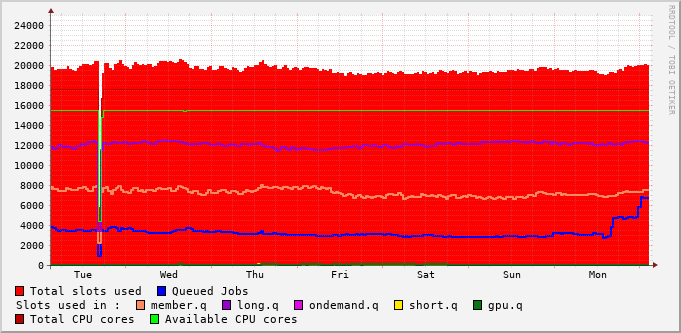 24000
22000
20000
18000
16000
14000
12000
10000
8000
6000
4000
2000
0
Tue Wed Thu Fri Sat Sun Mon
Total slots used Queued Jobs
Slots used in : member.q long.q ondemand.q short.q gpu.q
Total CPU cores Available CPU cores
RRDTOOL / TOBI OETIKER